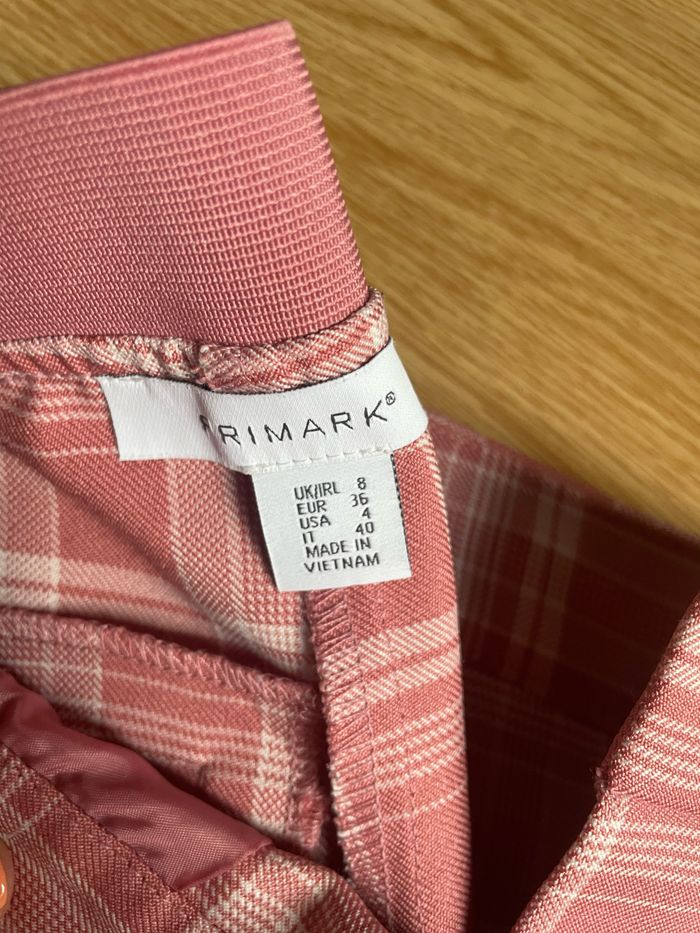 PRIMARK®
UK/IRL 8
EUR 36
USA 4
IT 40
MADE IN
VIETNAM